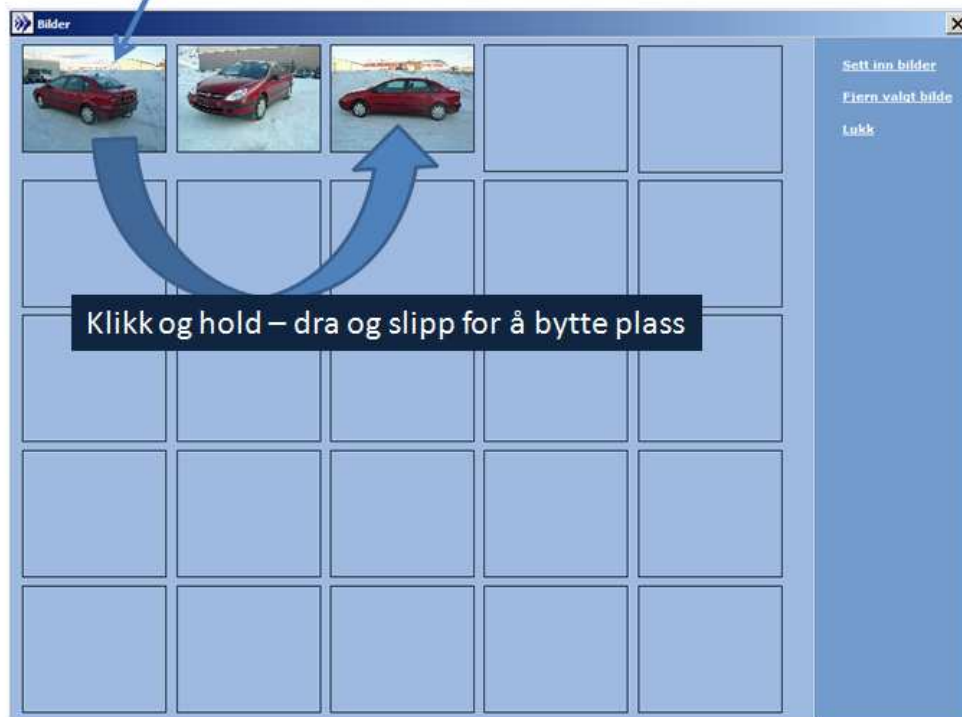 Bilder
Sett inn bilder
Fjern valgt bilde
Lukk
Klikk og hold – dra og slipp for å bytte plass